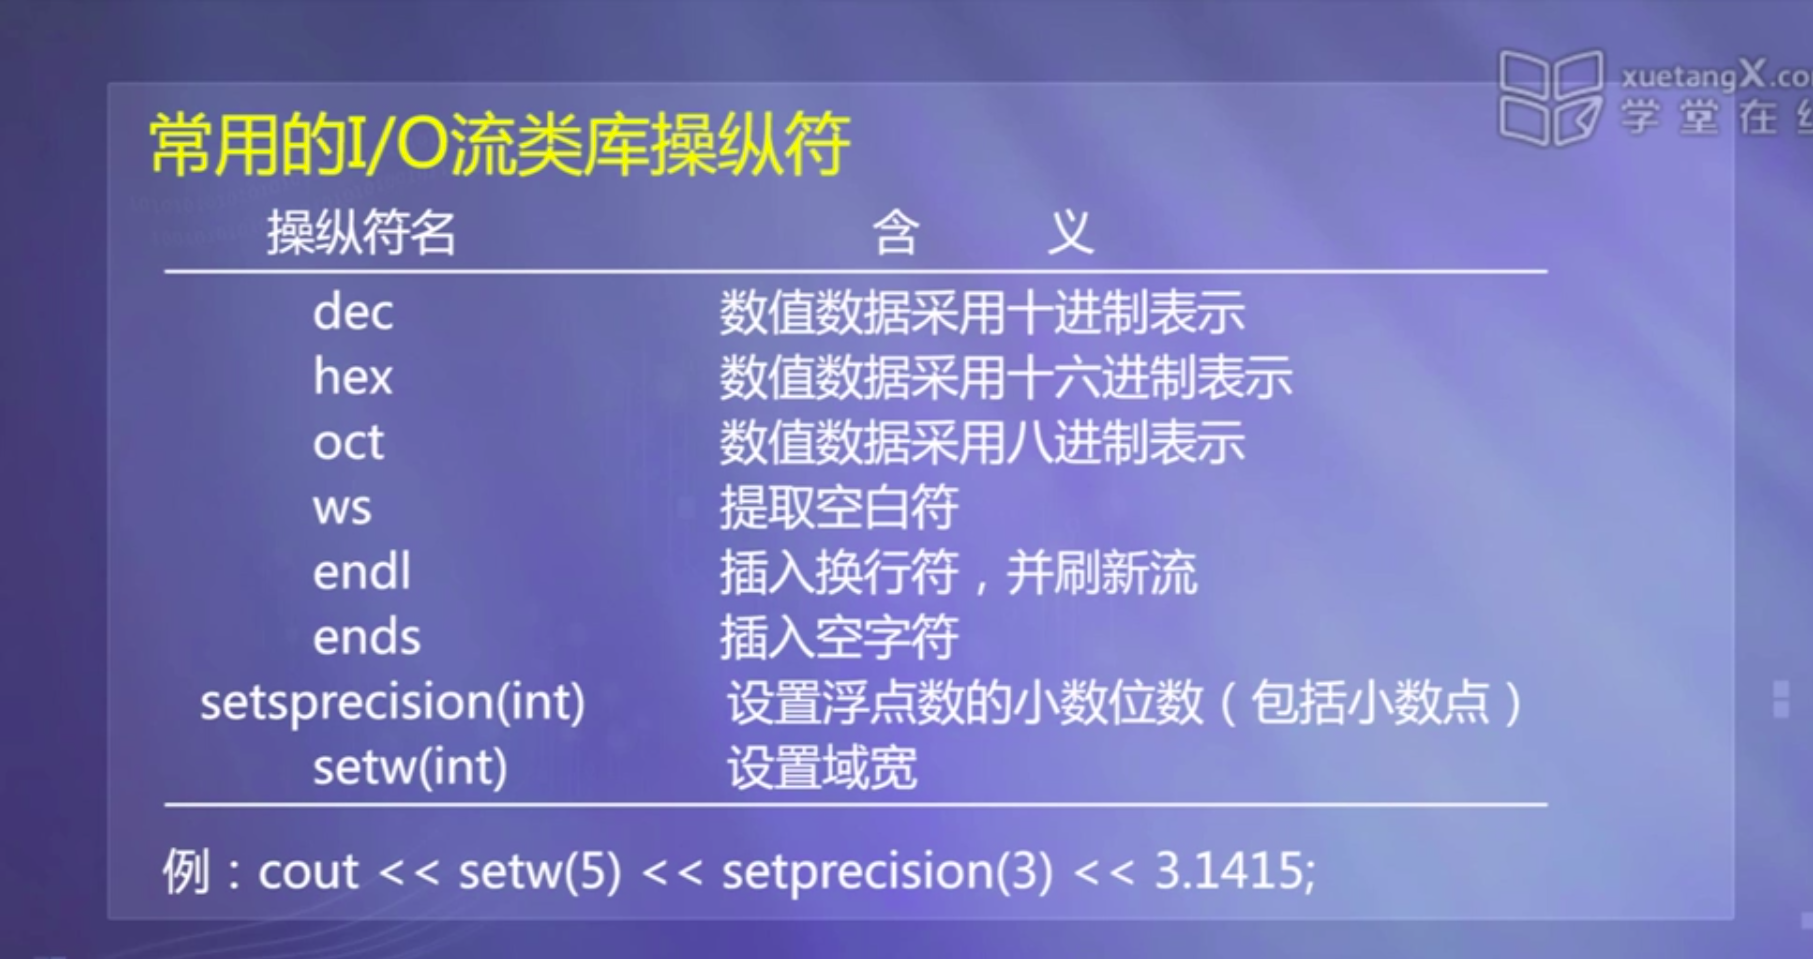 xuetangX.co
学堂在
常用的I/O流类库操纵符
操纵符名 含 义
dec 数值数据采用十进制表示
hex 数值数据采用十六进制表示
oct 数值数据采用八进制表示
ws 提取空白符
endl 插入换行符，并刷新流
ends 插入空字符
setsprecision(int) 设置浮点数的小数位数（包括小数点）
setw(int) 设置域宽
例：cout << setw(5) << setprecision(3) << 3.1415;